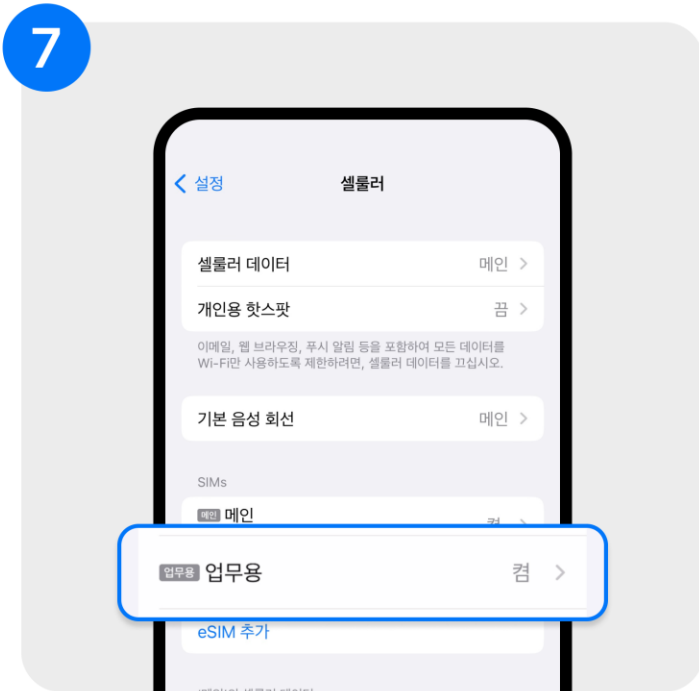 7
설정 셀룰러
셀룰러 데이터 메인
개인용 핫스팟 끔
이메일, 웹 브라우징, 푸시 알림 등을 포함하여 모든 데이터를
Wi-Fi만 사용하도록 제한하려면, 셀룰러 데이터를 끄십시오.
기본 음성 회선 메인
SIMs
메인 메인 켬
업무용 업무용 켬
eSIM 추가